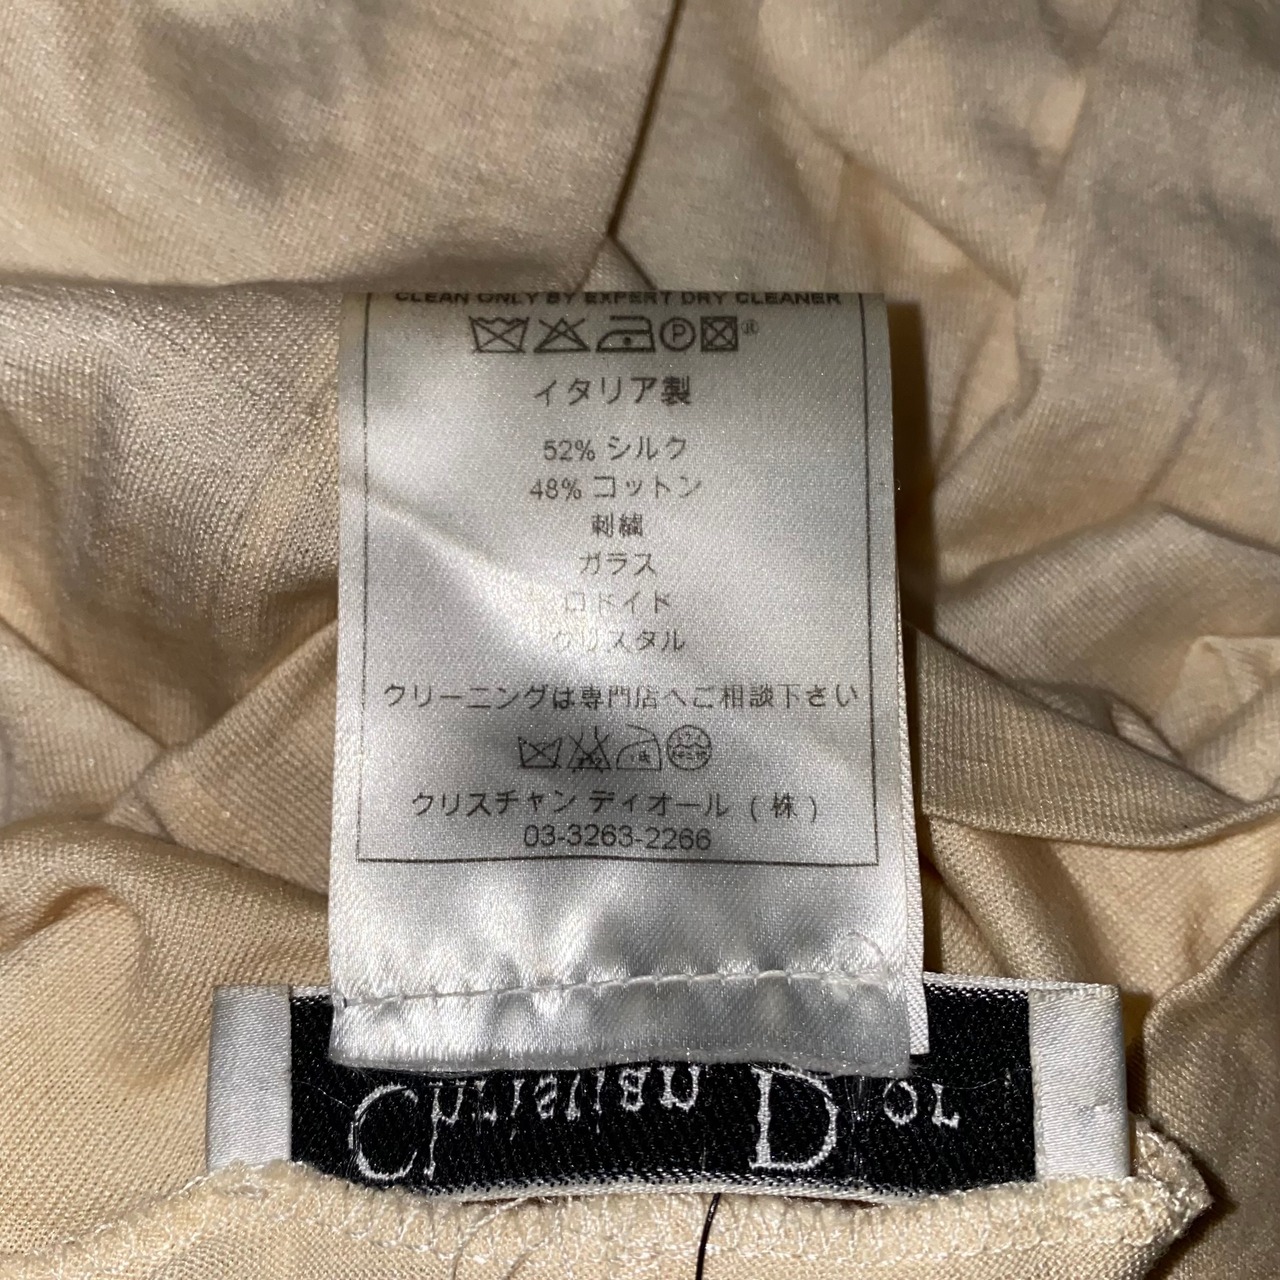 CLEAN ONLY BY EXPERT DRY CLEANER
P
イタリア製
52% シルク
48% コットン
刺繍
ガラス
ロドイド
クリスタル
クリーニングは専門店へご相談下さい
クリスチャン ディオール (株)
03-3263-2266
Christian Dior